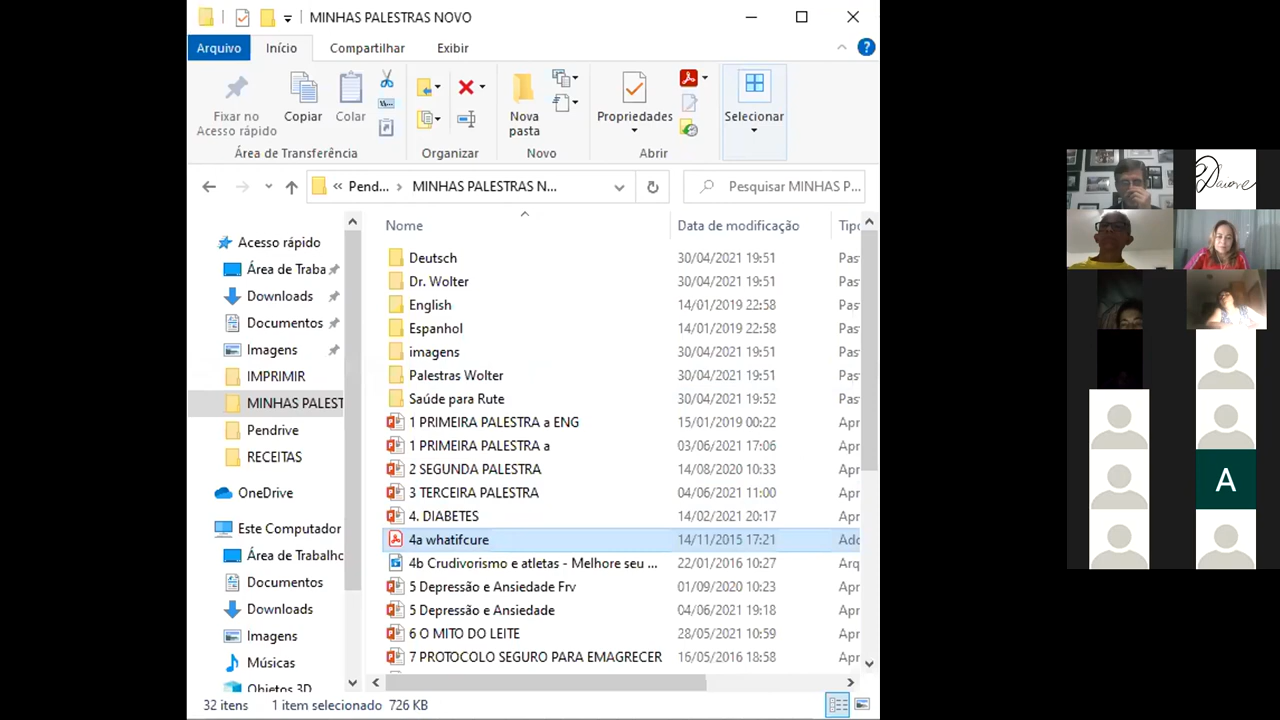 MINHAS PALESTRAS NOVO
Arquivo Início Compartilhar Exibir
Fixar no Acesso rápido
Copiar
Colar
Nova pasta
Propriedades
Selecionar
Área de Transferência Organizar Novo Abrir
« Pend... › MINHAS PALESTRAS N...
Pesquisar MINHAS P...
Nome Data de modificação Tipo
Acesso rápido
Área de Traba
Downloads
Documentos
Imagens
IMPRIMIR
MINHAS PALEST
Pendrive
RECEITAS
OneDrive
Este Computador
Área de Trabalho
Downloads
Documentos
Imagens
Músicas
Objetos 3D
Deutsch 30/04/2021 19:51 Pas
Dr. Wolter 30/04/2021 19:51 Pas
English 14/01/2019 22:58 Pas
Espanhol 14/01/2019 22:58 Pas
imagens 30/04/2021 19:51 Pas
Palestras Wolter 30/04/2021 19:51 Pas
Saúde para Rute 30/04/2021 19:52 Pas
1 PRIMEIRA PALESTRA a ENG 15/01/2019 00:22 Apr
1 PRIMEIRA PALESTRA a 03/06/2021 17:06 Apr
2 SEGUNDA PALESTRA 14/08/2020 10:33 Apr
3 TERCEIRA PALESTRA 04/06/2021 11:00 Apr
4. DIABETES 14/02/2021 20:17 Apr
4a whatifcure 14/11/2015 17:21 Ado
4b Crudivorismo e atletas - Melhore seu ... 22/01/2016 10:27 Arq
5 Depressão e Ansiedade Frv 01/09/2020 10:23 Apr
5 Depressão e Ansiedade 04/06/2021 19:18 Apr
6 O MITO DO LEITE 28/05/2021 10:59 Apr
7 PROTOCOLO SEGURO PARA EMAGRECER 16/05/2016 18:58 Apr
32 itens 1 item selecionado 726 KB
A